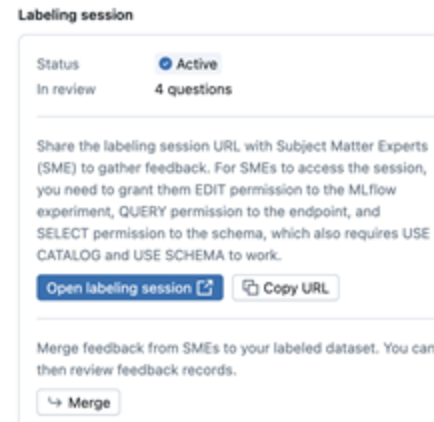 Labeling session
Status Active
In review 4 questions
Share the labeling session URL with Subject Matter Experts
(SME) to gather feedback. For SMEs to access the session,
you need to grant them EDIT permission to the MLflow
experiment, QUERY permission to the endpoint, and
SELECT permission to the schema, which also requires USE
CATALOG and USE SCHEMA to work.
Open labeling session Copy URL
Merge feedback from SMEs to your labeled dataset. You can
then review feedback records.
Merge